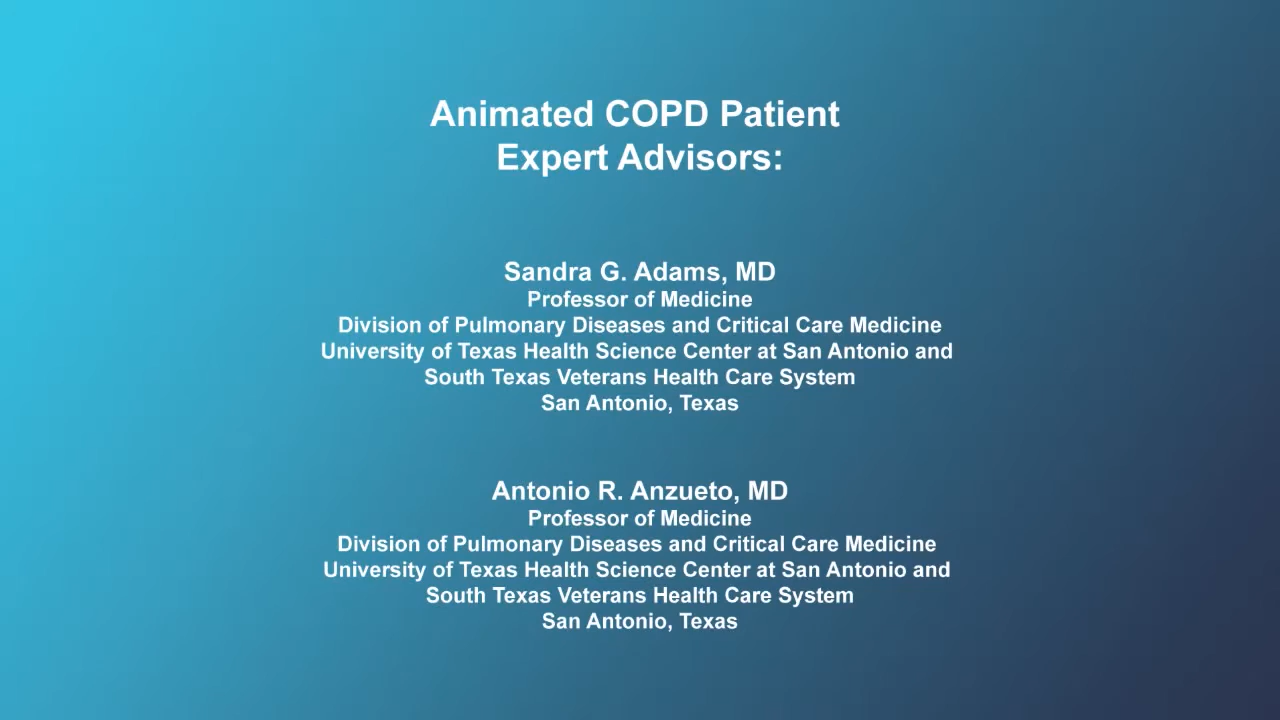 Animated COPD Patient
Expert Advisors:
Sandra G. Adams, MD
Professor of Medicine
Division of Pulmonary Diseases and Critical Care Medicine
University of Texas Health Science Center at San Antonio and
South Texas Veterans Health Care System
San Antonio, Texas
Antonio R. Anzueto, MD
Professor of Medicine
Division of Pulmonary Diseases and Critical Care Medicine
University of Texas Health Science Center at San Antonio and
South Texas Veterans Health Care System
San Antonio, Texas